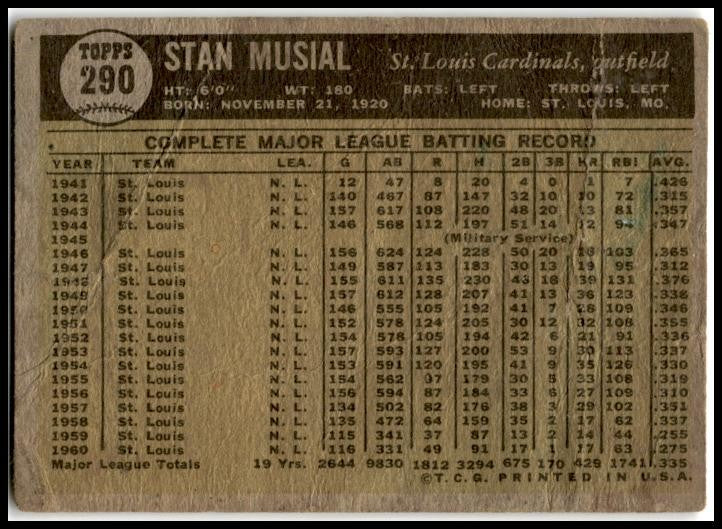 TOPPS
290
STAN MUSIAL St. Louis Cardinals, outfield
HT: 6'0" WT: 180 BATS: LEFT THROWS: LEFT
BORN: NOVEMBER 21, 1920 HOME: ST. LOUIS, MO.
COMPLETE MAJOR LEAGUE BATTING RECORD
YEAR TEAM LEA. G AB R H 2B 3B HR RBI AVG.
1941 St. Louis N. L. 12 47 8 20 4 0 1 7 .426
1942 St. Louis N. L. 140 467 87 147 32 10 10 72 .315
1943 St. Louis N. L. 157 617 108 220 48 20 13 81 .357
1944 St. Louis N. L. 146 568 112 197 51 14 12 94 .347
1945 (Military Service)
1946 St. Louis N. L. 156 624 124 228 50 20 16 103 .365
1947 St. Louis N. L. 149 587 113 183 30 13 19 95 .312
1948 St. Louis N. L. 155 611 135 230 46 18 39 131 .376
1949 St. Louis N. L. 157 612 128 207 41 13 36 123 .338
1950 St. Louis N. L. 146 555 105 192 41 7 28 109 .346
1951 St. Louis N. L. 152 578 124 205 30 12 32 108 .355
1952 St. Louis N. L. 154 578 105 194 42 6 21 91 .336
1953 St. Louis N. L. 157 593 127 200 53 9 30 113 .337
1954 St. Louis N. L. 153 591 120 195 41 9 35 126 .330
1955 St. Louis N. L. 154 562 97 179 30 5 33 108 .319
1956 St. Louis N. L. 156 594 87 184 33 6 27 109 .310
1957 St. Louis N. L. 134 502 82 176 38 3 29 102 .351
1958 St. Louis N. L. 135 472 64 159 35 2 17 62 .337
1959 St. Louis N. L. 115 341 37 87 13 2 14 44 .255
1960 St. Louis N. L. 116 331 49 91 17 1 17 63 .275
Major League Totals 19 Yrs. 2644 9830 1812 3294 675 170 429 1741 .335
©T.C.G. PRINTED IN U.S.A.